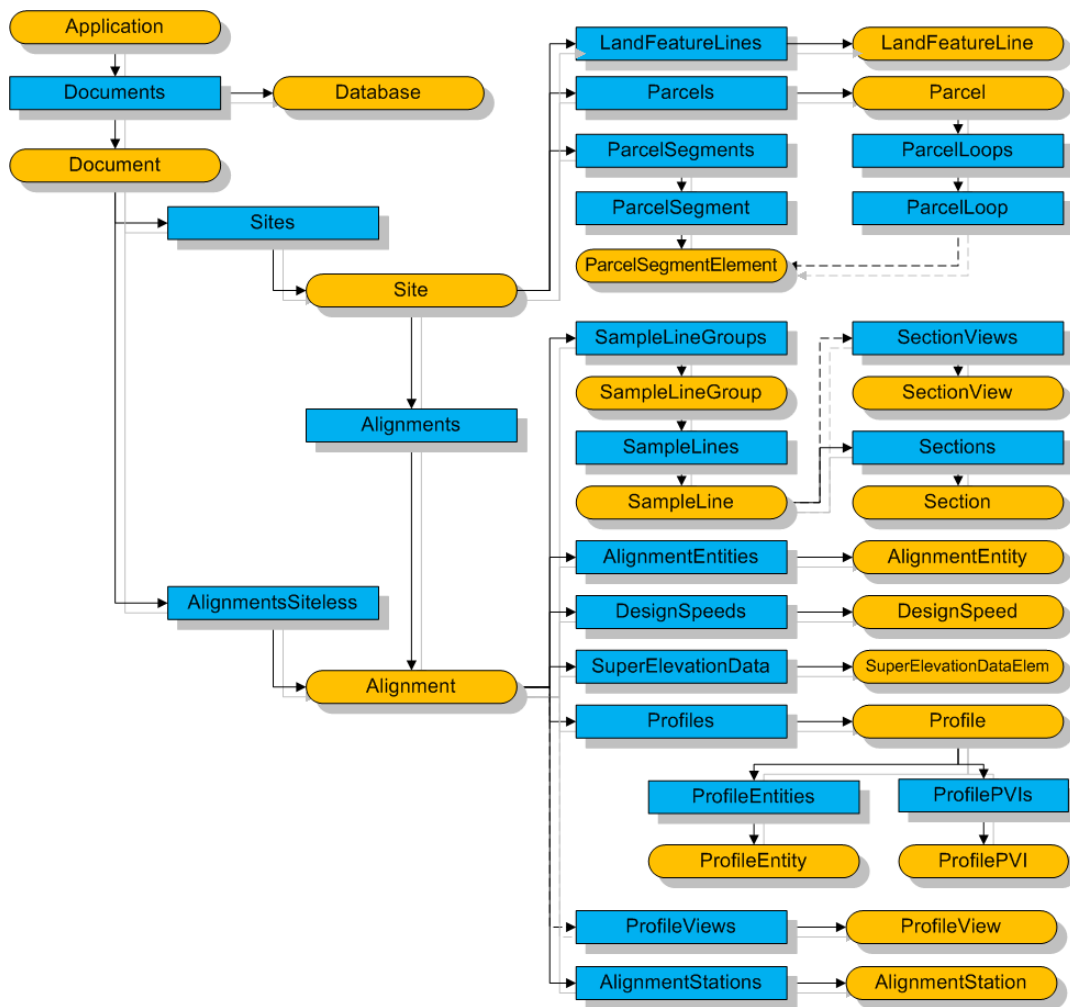 Application
Documents
Database
Document
Sites
Site
Alignments
AlignmentsSiteless
Alignment
LandFeatureLines
LandFeatureLine
Parcels
Parcel
ParcelSegments
ParcelLoops
ParcelSegment
ParcelLoop
ParcelSegmentElement
SampleLineGroups
SectionViews
SampleLineGroup
SectionView
SampleLines
Sections
SampleLine
Section
AlignmentEntities
AlignmentEntity
DesignSpeeds
DesignSpeed
SuperElevationData
SuperElevationDataElem
Profiles
Profile
ProfileEntities
ProfilePVIs
ProfileEntity
ProfilePVI
ProfileViews
ProfileView
AlignmentStations
AlignmentStation